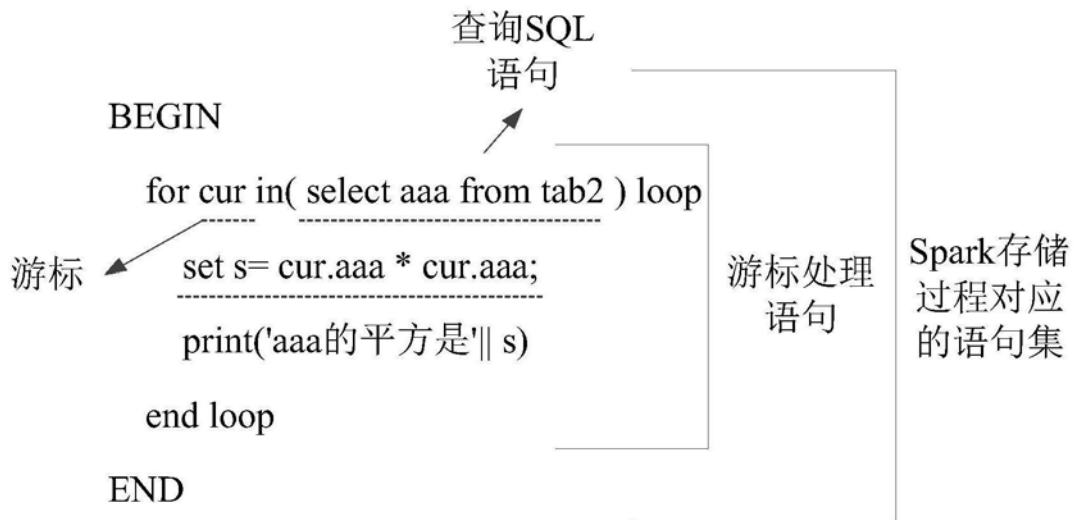 查询SQL
语句
BEGIN
for cur in( select aaa from tab2 ) loop
游标
set s= cur.aaa * cur.aaa;
print('aaa的平方是'|| s)
end loop
END
游标处理
语句
Spark存储
过程对应
的语句集